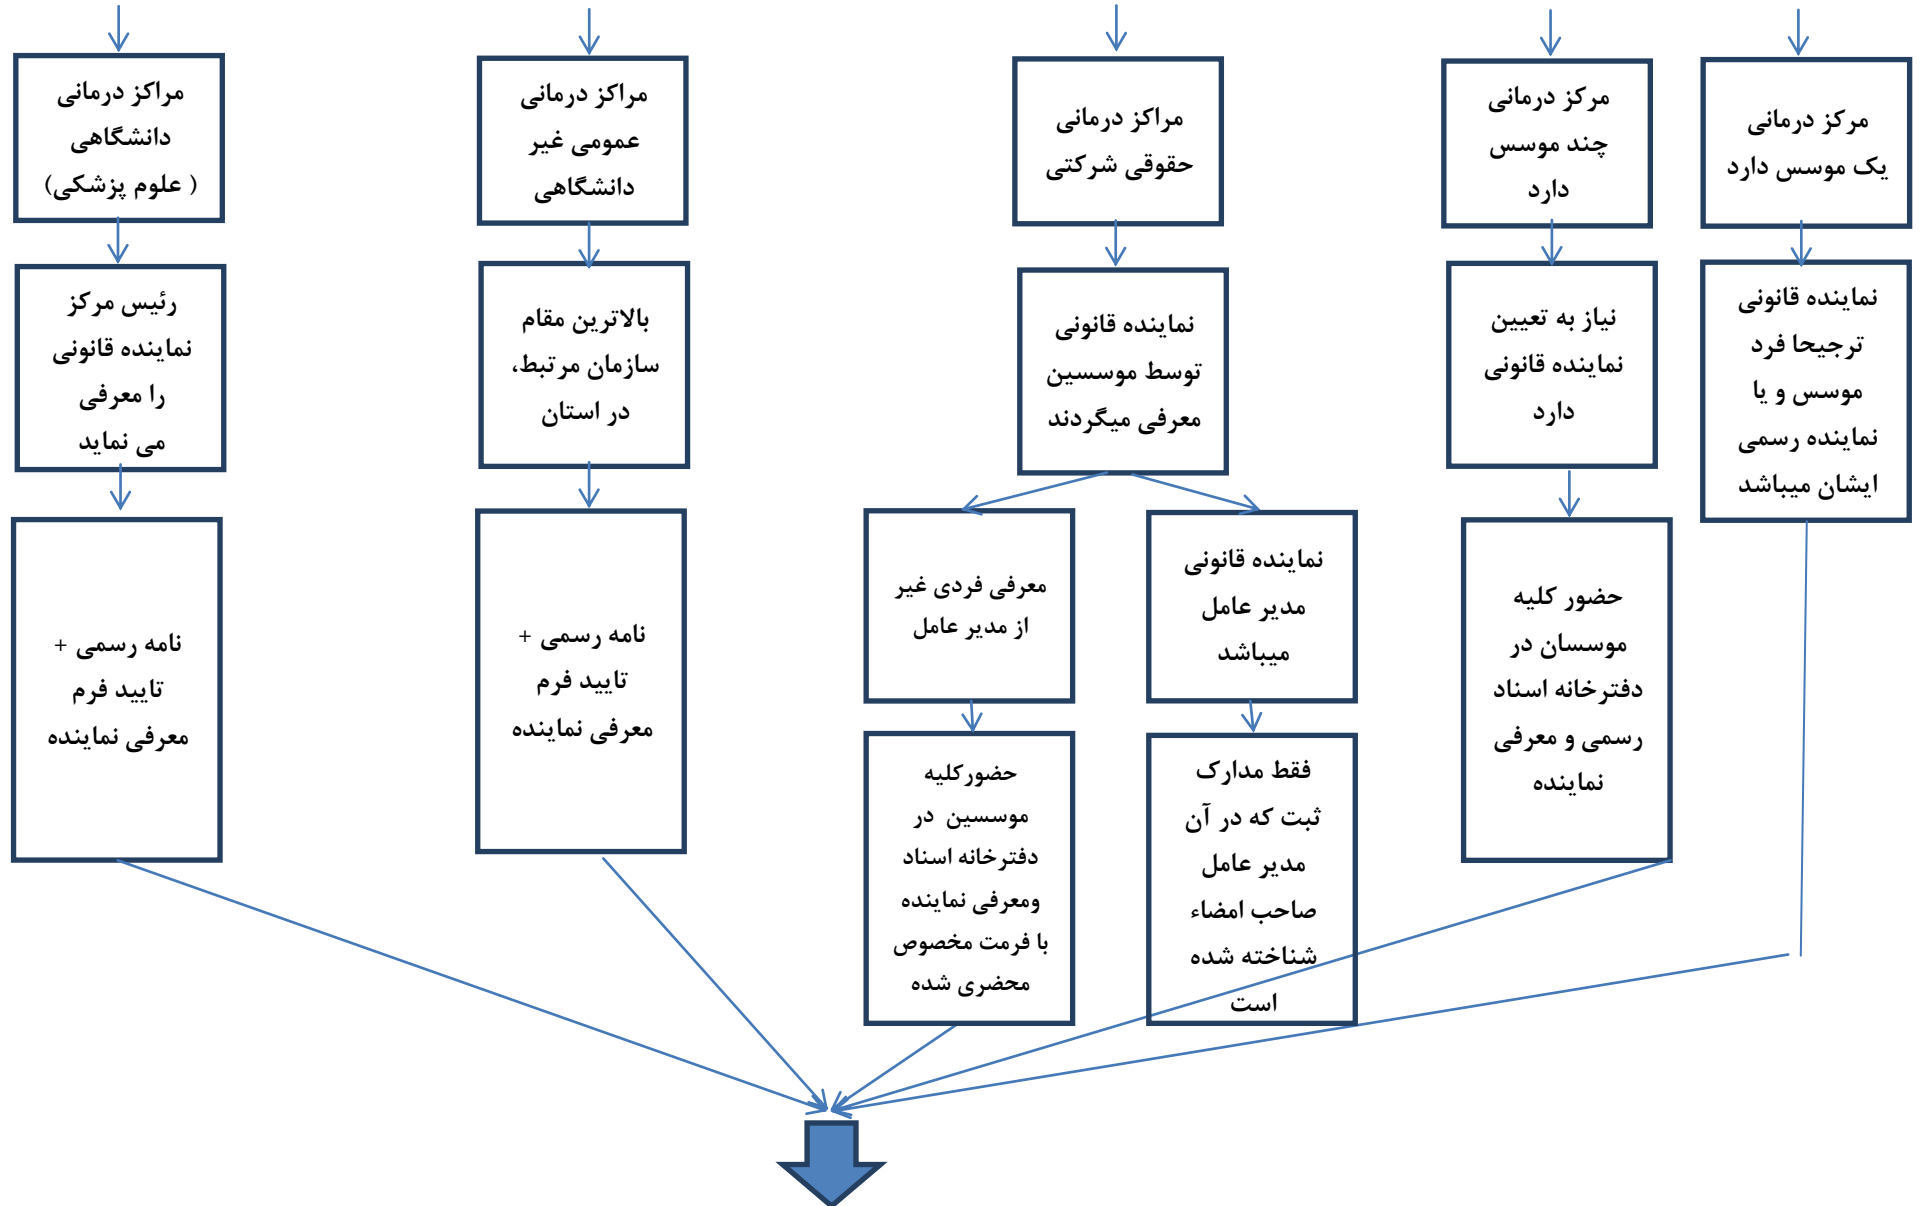 مرکز درمانی
یک موسس دارد
نماینده قانونی
ترجیحا فرد
موسس و یا
نماینده رسمی
ایشان میباشد
مرکز درمانی
چند موسس
دارد
نیاز به تعیین
نماینده قانونی
دارد
حضور کلیه
موسسان در
دفترخانه اسناد
رسمی و معرفی
نماینده
مراکز درمانی
حقوقی شرکتی
نماینده قانونی
توسط موسسین
معرفی میگردند
نماینده قانونی
مدیر عامل
میباشد
فقط مدارک
ثبت که در آن
مدیر عامل
صاحب امضاء
شناخته شده
است
معرفی فردی غیر
از مدیر عامل
حضورکلیه
موسسین در
دفترخانه اسناد
ومعرفی نماینده
با فرمت مخصوص
محضری شده
مراکز درمانی
عمومی غیر
دانشگاهی
بالاترین مقام
سازمان مرتبط،
در استان
نامه رسمی +
تایید فرم
معرفی نماینده
مراکز درمانی
دانشگاهی
( علوم پزشکی)
رئیس مرکز
نماینده قانونی
را معرفی
می نماید
نامه رسمی +
تایید فرم
معرفی نماینده